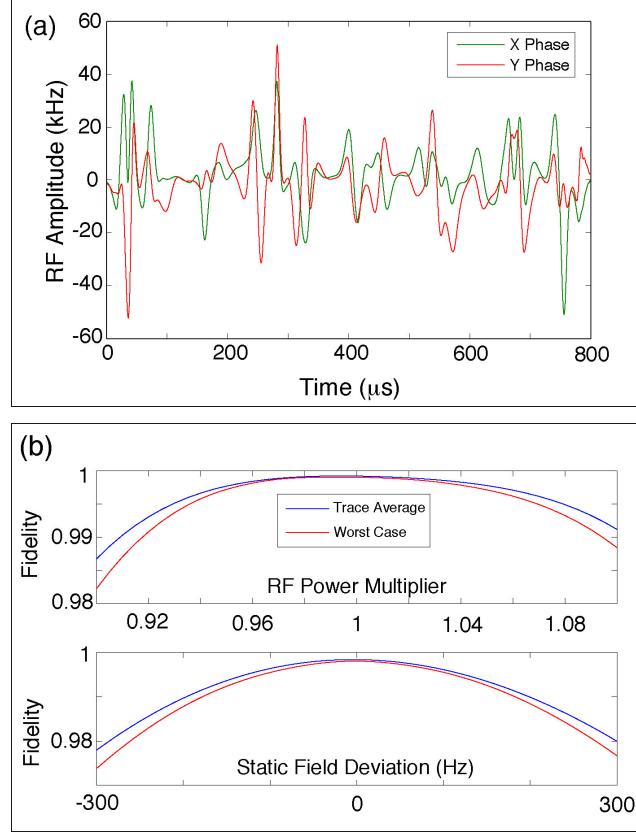 (a)
60
40
20
0
-20
-40
-60
RF Amplitude (kHz)
X Phase
Y Phase
0
200
400
600
800
Time (μs)
(b)
1
0.99
0.98
Fidelity
Trace Average
Worst Case
RF Power Multiplier
0.92
0.96
1
1.04
1.08
1
0.98
Fidelity
Static Field Deviation (Hz)
-300
0
300